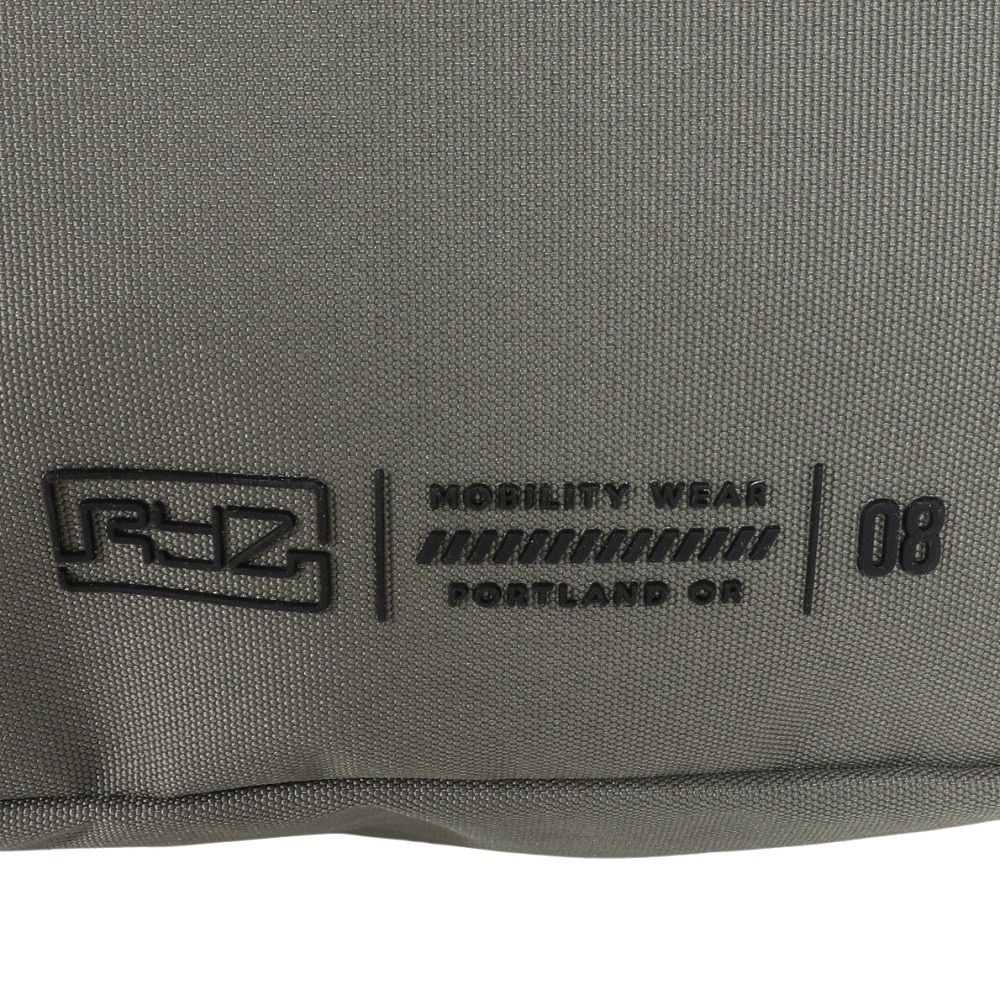 RYZ
MOBILITY WEAR
PORTLAND OR
08